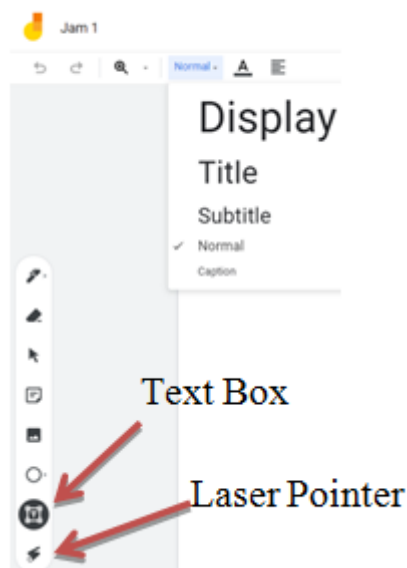 Jam 1
Normal A
Display
Title
Subtitle
Normal
Caption
Text Box
Laser Pointer